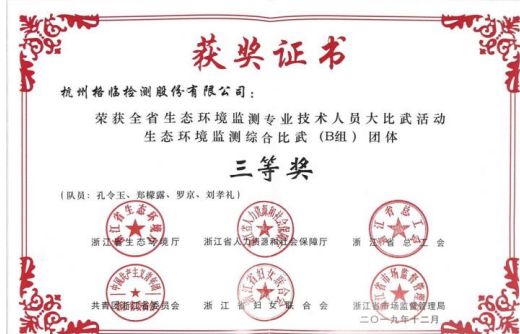 获奖证书
杭州格临检测股份有限公司：
荣获全省生态环境监测专业技术人员大比武活动
生态环境监测综合比武（B组）团体
三等奖
（队员：孔令玉、郑檬露、罗京、刘孝礼）
浙江省生态环境厅 浙江省人力资源和社会保障厅 浙江省总工会
共青团浙江省委员会 浙江省妇女联合会 浙江省市场监督管理局
二〇一九年十二月